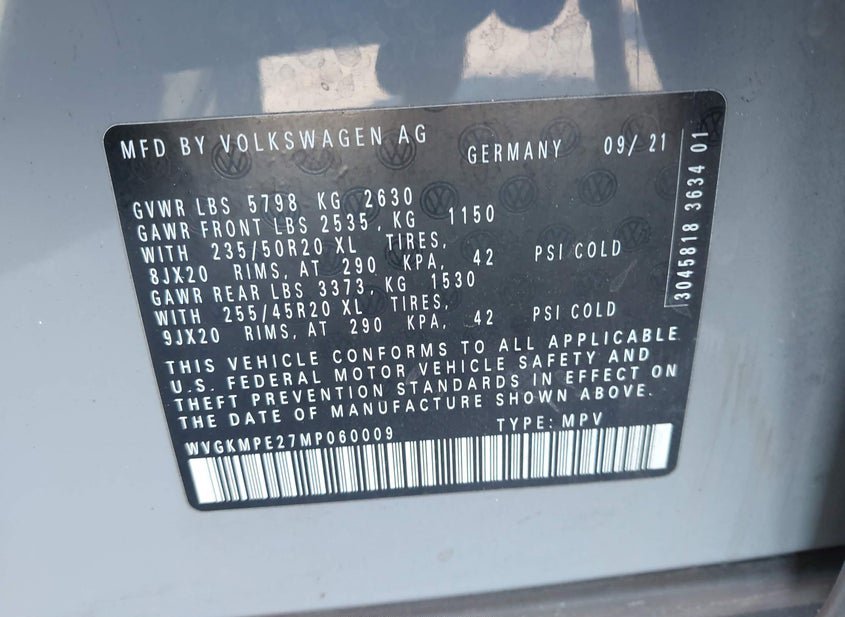 MFD BY VOLKSWAGEN AG GERMANY 09/ 21
GVWR LBS 5798 KG 2630
GAWR FRONT LBS 2535, KG 1150
WITH 235/50R20 XL TIRES,
8JX20 RIMS, AT 290 KPA, 42 PSI COLD
GAWR REAR LBS 3373, KG 1530
WITH 255/45R20 XL TIRES,
9JX20 RIMS, AT 290 KPA, 42 PSI COLD
THIS VEHICLE CONFORMS TO ALL APPLICABLE
U.S. FEDERAL MOTOR VEHICLE SAFETY AND
THEFT PREVENTION STANDARDS IN EFFECT ON
THE DATE OF MANUFACTURE SHOWN ABOVE.
WVGKMPE27MP060009 TYPE: MPV
3045818 3634 01